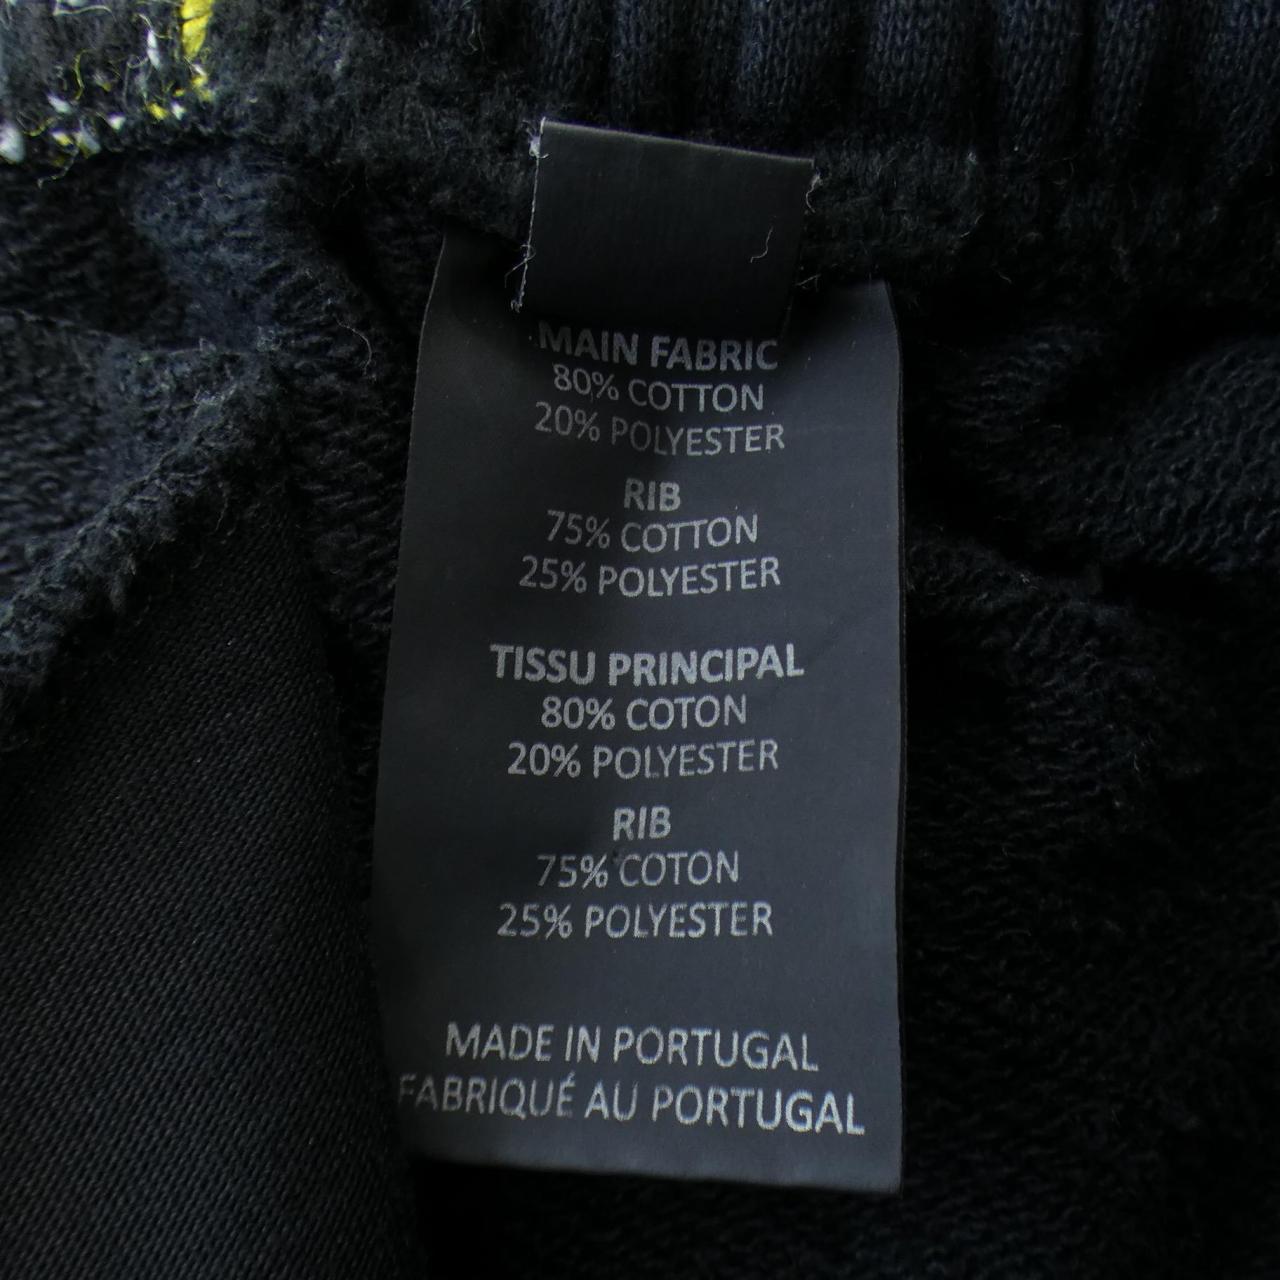 MAIN FABRIC
80% COTTON
20% POLYESTER
RIB
75% COTTON
25% POLYESTER
TISSU PRINCIPAL
80% COTON
20% POLYESTER
RIB
75% COTON
25% POLYESTER
MADE IN PORTUGAL
FABRIQUÉ AU PORTUGAL